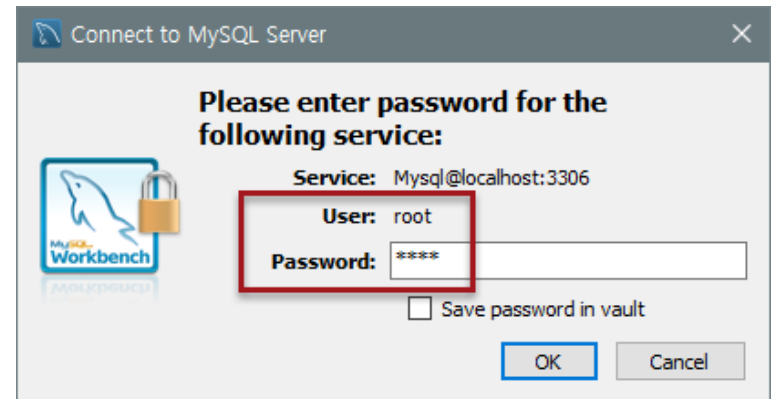 Connect to MySQL Server
Please enter password for the
following service:
Service: Mysql@localhost:3306
User: root
Password: ****
MySQL
Workbench
Save password in vault
OK Cancel